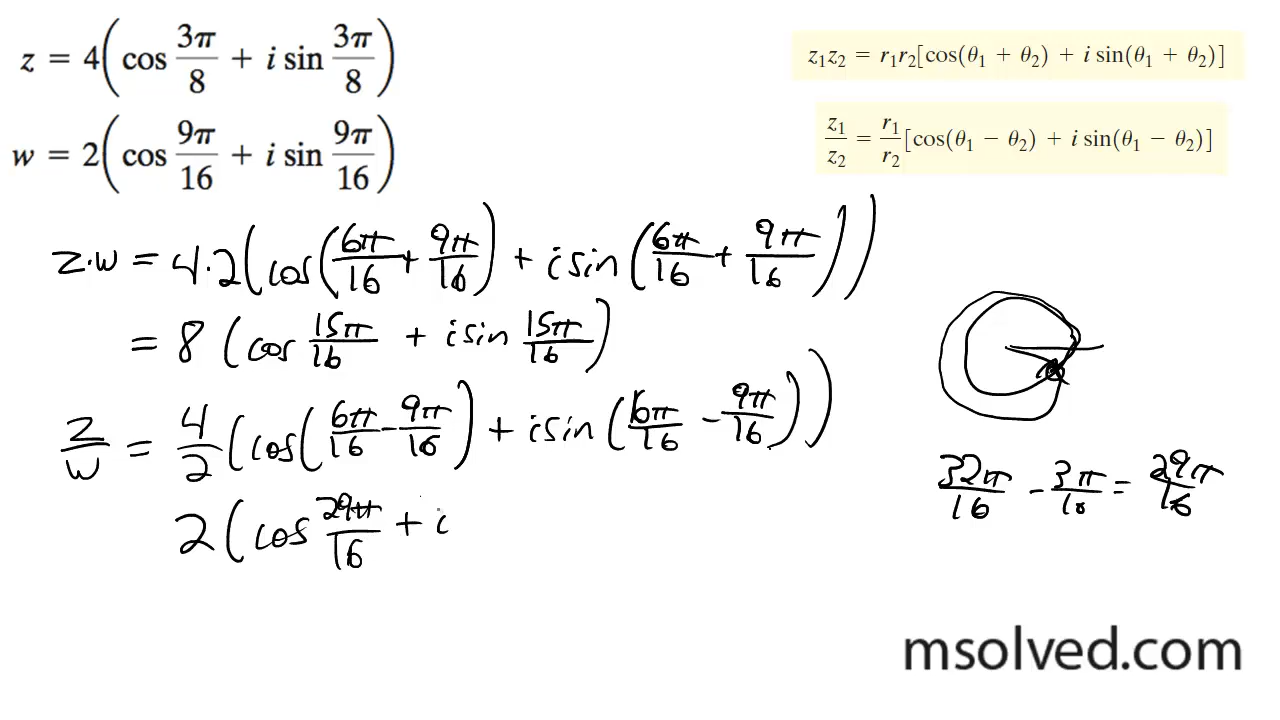 z = 4(cos 3π/8 + i sin 3π/8)
w = 2(cos 9π/16 + i sin 9π/16)
z₁z₂ = r₁r₂[cos(θ₁ + θ₂) + i sin(θ₁ + θ₂)]
z₁/z₂ = r₁/r₂ [cos(θ₁ − θ₂) + i sin(θ₁ − θ₂)]
z·w = 4·2(cos(6π/16 + 9π/16) + i sin(6π/16 + 9π/16))
= 8 (cos 15π/16 + i sin 15π/16)
z/w = 4/2 (cos(6π/16 − 9π/16) + i sin(6π/16 − 9π/16))
2 (cos 29π/16 + i
32π/16 − 3π/16 = 29π/16
msolved.com